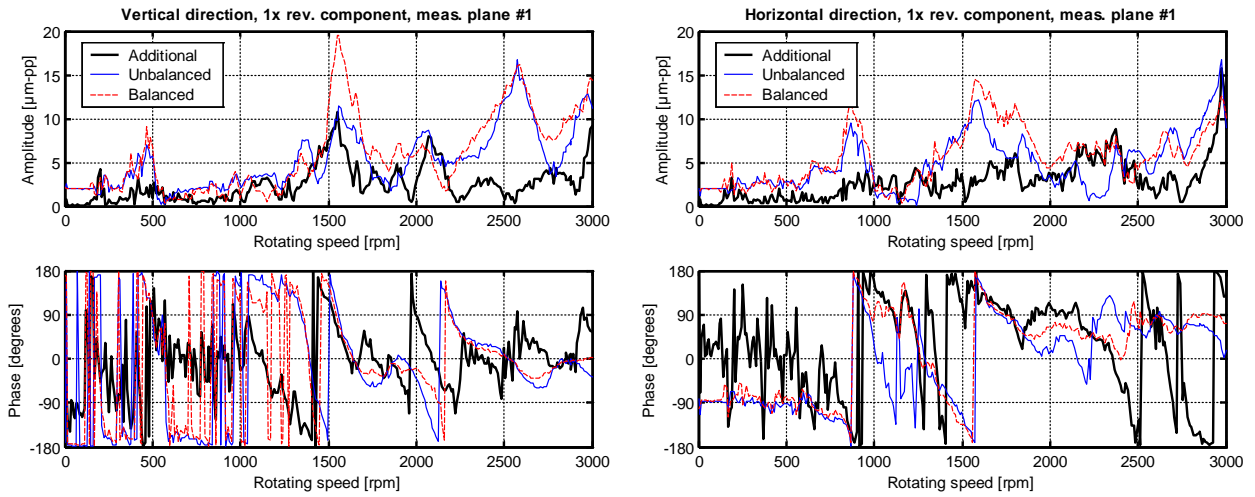 Vertical direction, 1x rev. component, meas. plane #1
20
15
10
5
0
Amplitude [µm-pp]
Additional
Unbalanced
Balanced
0 500 1000 1500 2000 2500 3000
Rotating speed [rpm]
Horizontal direction, 1x rev. component, meas. plane #1
20
15
10
5
0
Amplitude [µm-pp]
Additional
Unbalanced
Balanced
0 500 1000 1500 2000 2500 3000
Rotating speed [rpm]
180
90
0
-90
-180
Phase [degrees]
0 500 1000 1500 2000 2500 3000
Rotating speed [rpm]
180
90
0
-90
-180
Phase [degrees]
0 500 1000 1500 2000 2500 3000
Rotating speed [rpm]